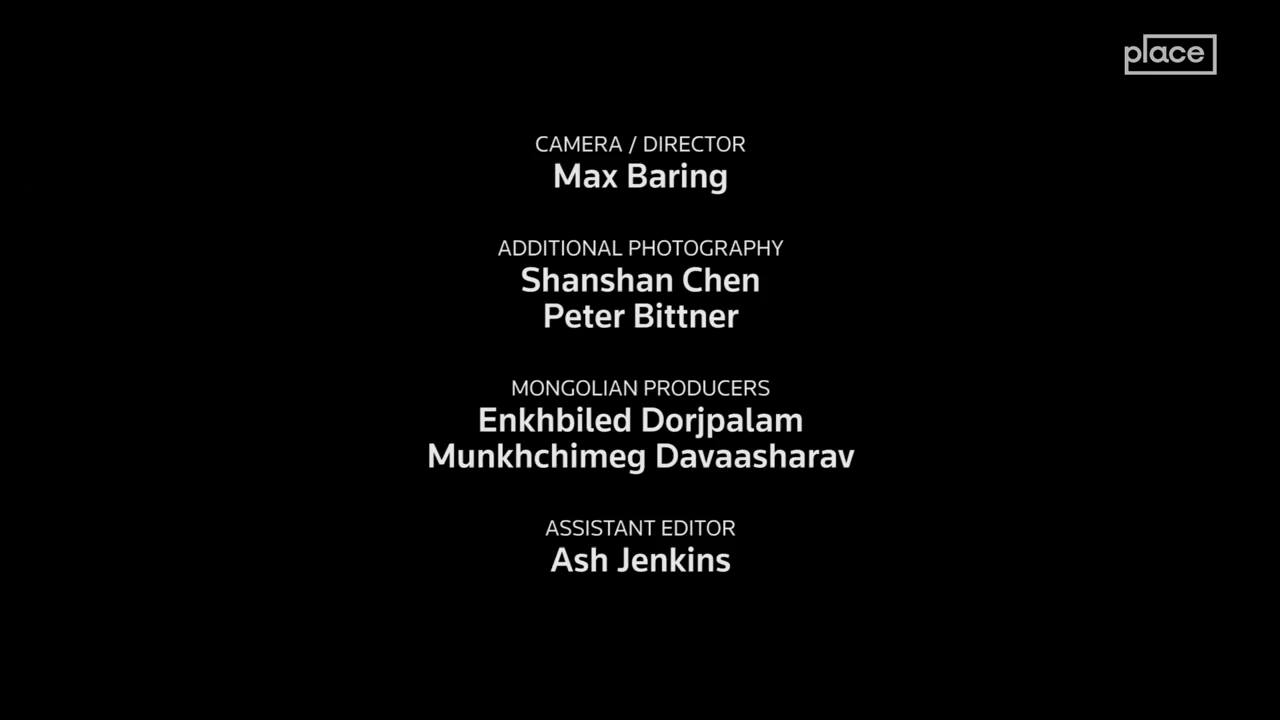 place
CAMERA / DIRECTOR
Max Baring
ADDITIONAL PHOTOGRAPHY
Shanshan Chen
Peter Bittner
MONGOLIAN PRODUCERS
Enkhbiled Dorjpalam
Munkhchimeg Davaasharav
ASSISTANT EDITOR
Ash Jenkins